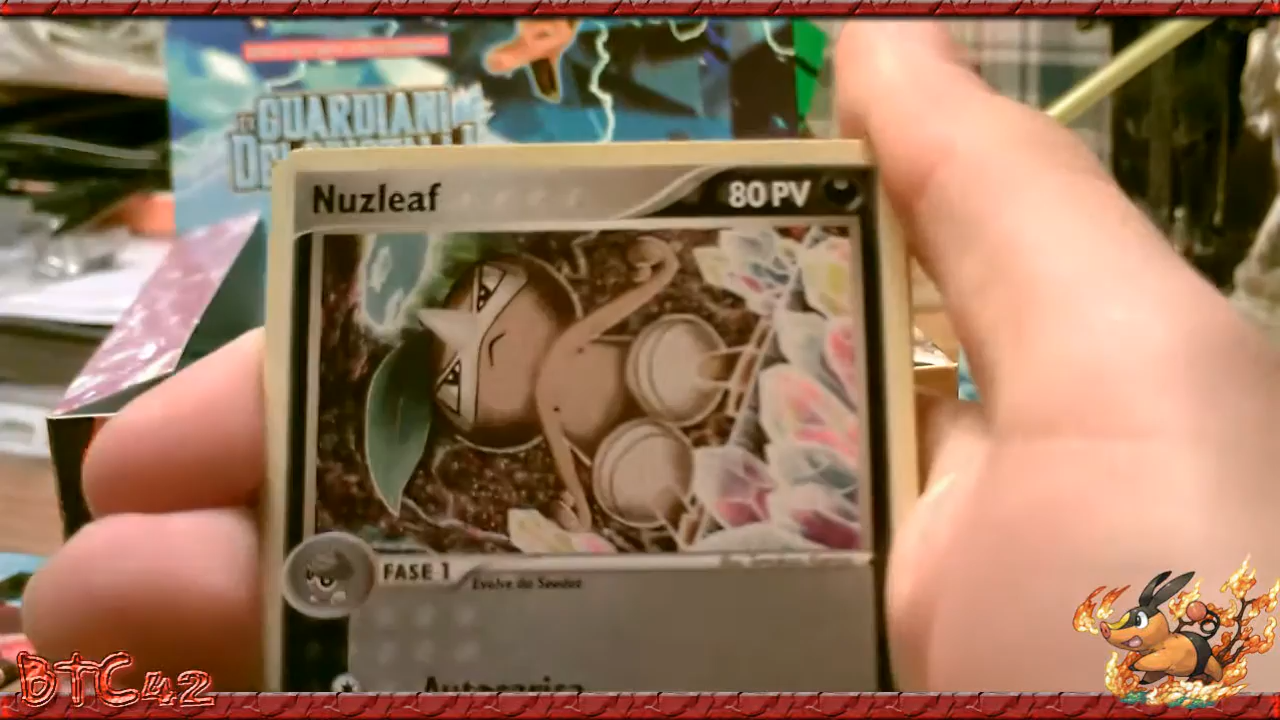 GUARDIANI
Nuzleaf
80 PV
FASE 1
Evolve da Seedot
BTC42